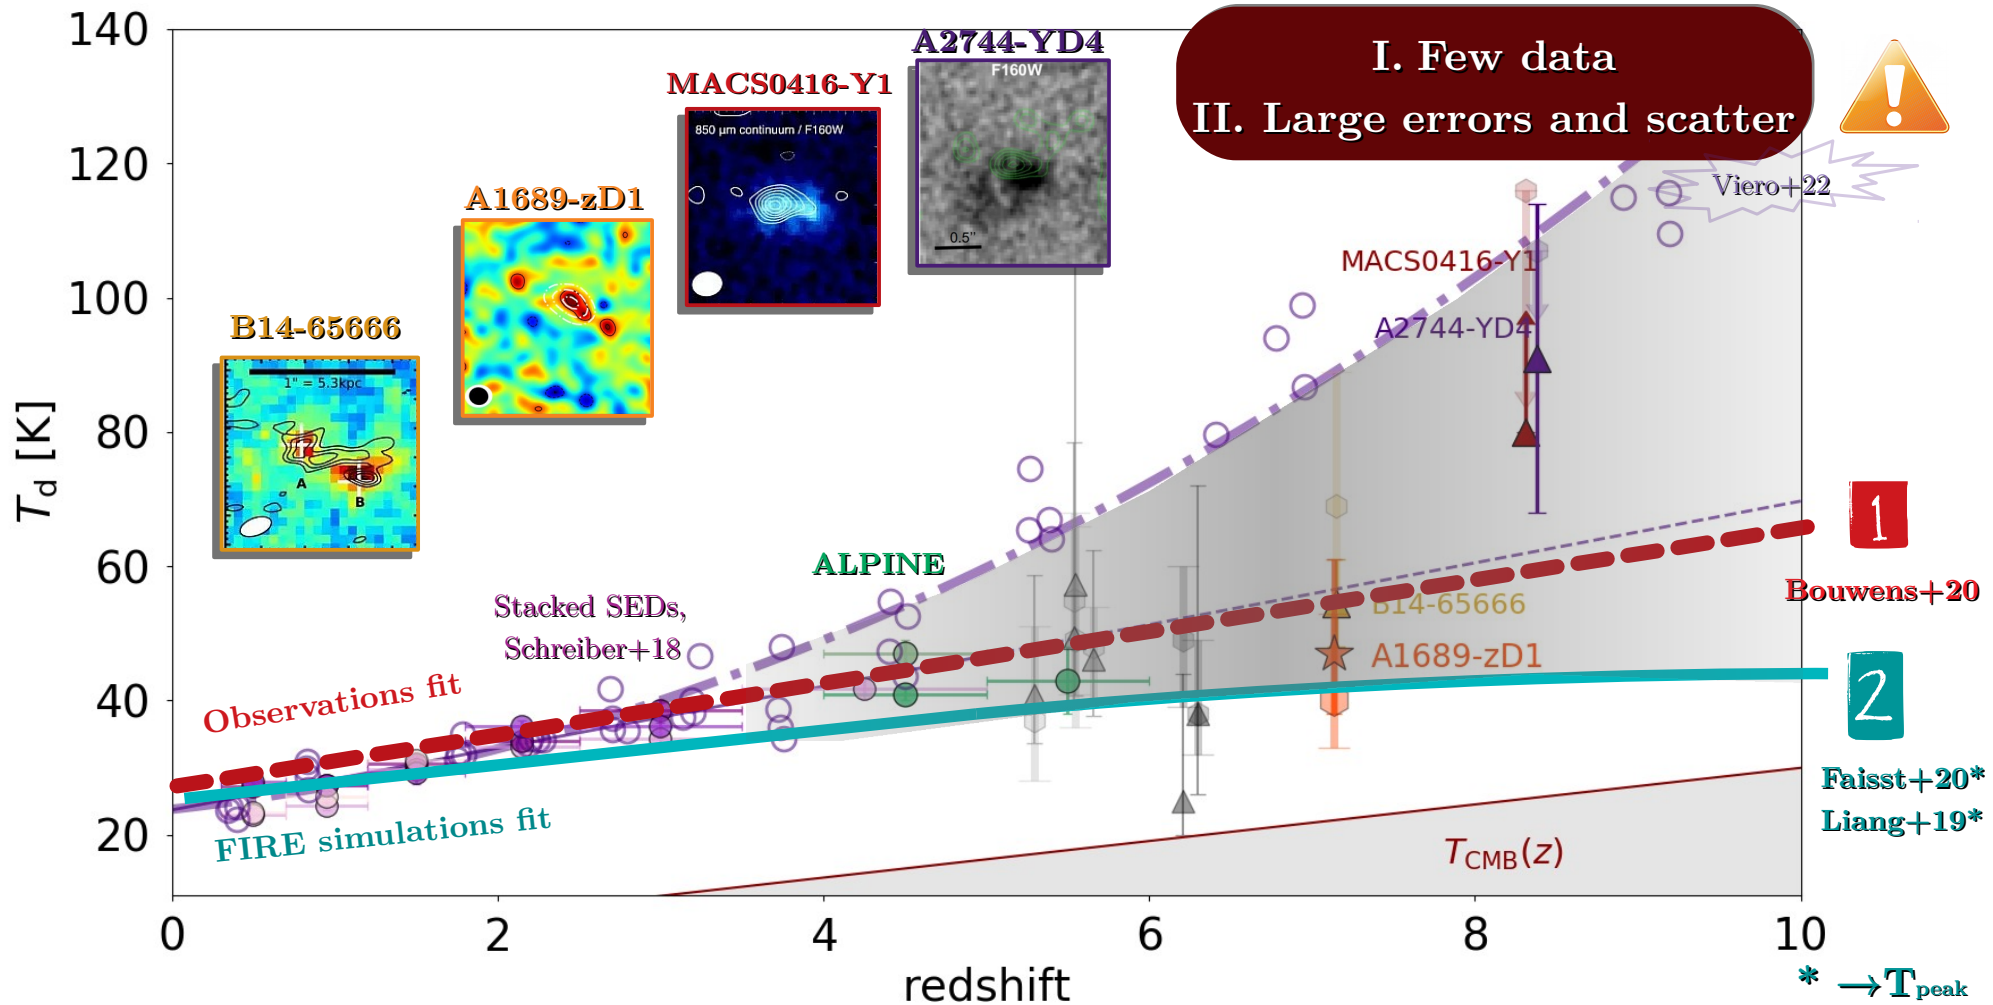 I. Few data
II. Large errors and scatter
A2744-YD4
F160W
0.5"
MACS0416-Y1
850 μm continuum / F160W
A1689-zD1
B14-65666
1" = 5.3kpc
A
B
Viero+22
MACS0416-Y1
A2744-YD4
ALPINE
Stacked SEDs,
Schreiber+18
B14-65666
A1689-zD1
1
Bouwens+20
2
Faisst+20*
Liang+19*
Observations fit
FIRE simulations fit
T_CMB(z)
T_d [K]
140
120
100
80
60
40
20
0 2 4 6 8 10
redshift
* →T_peak